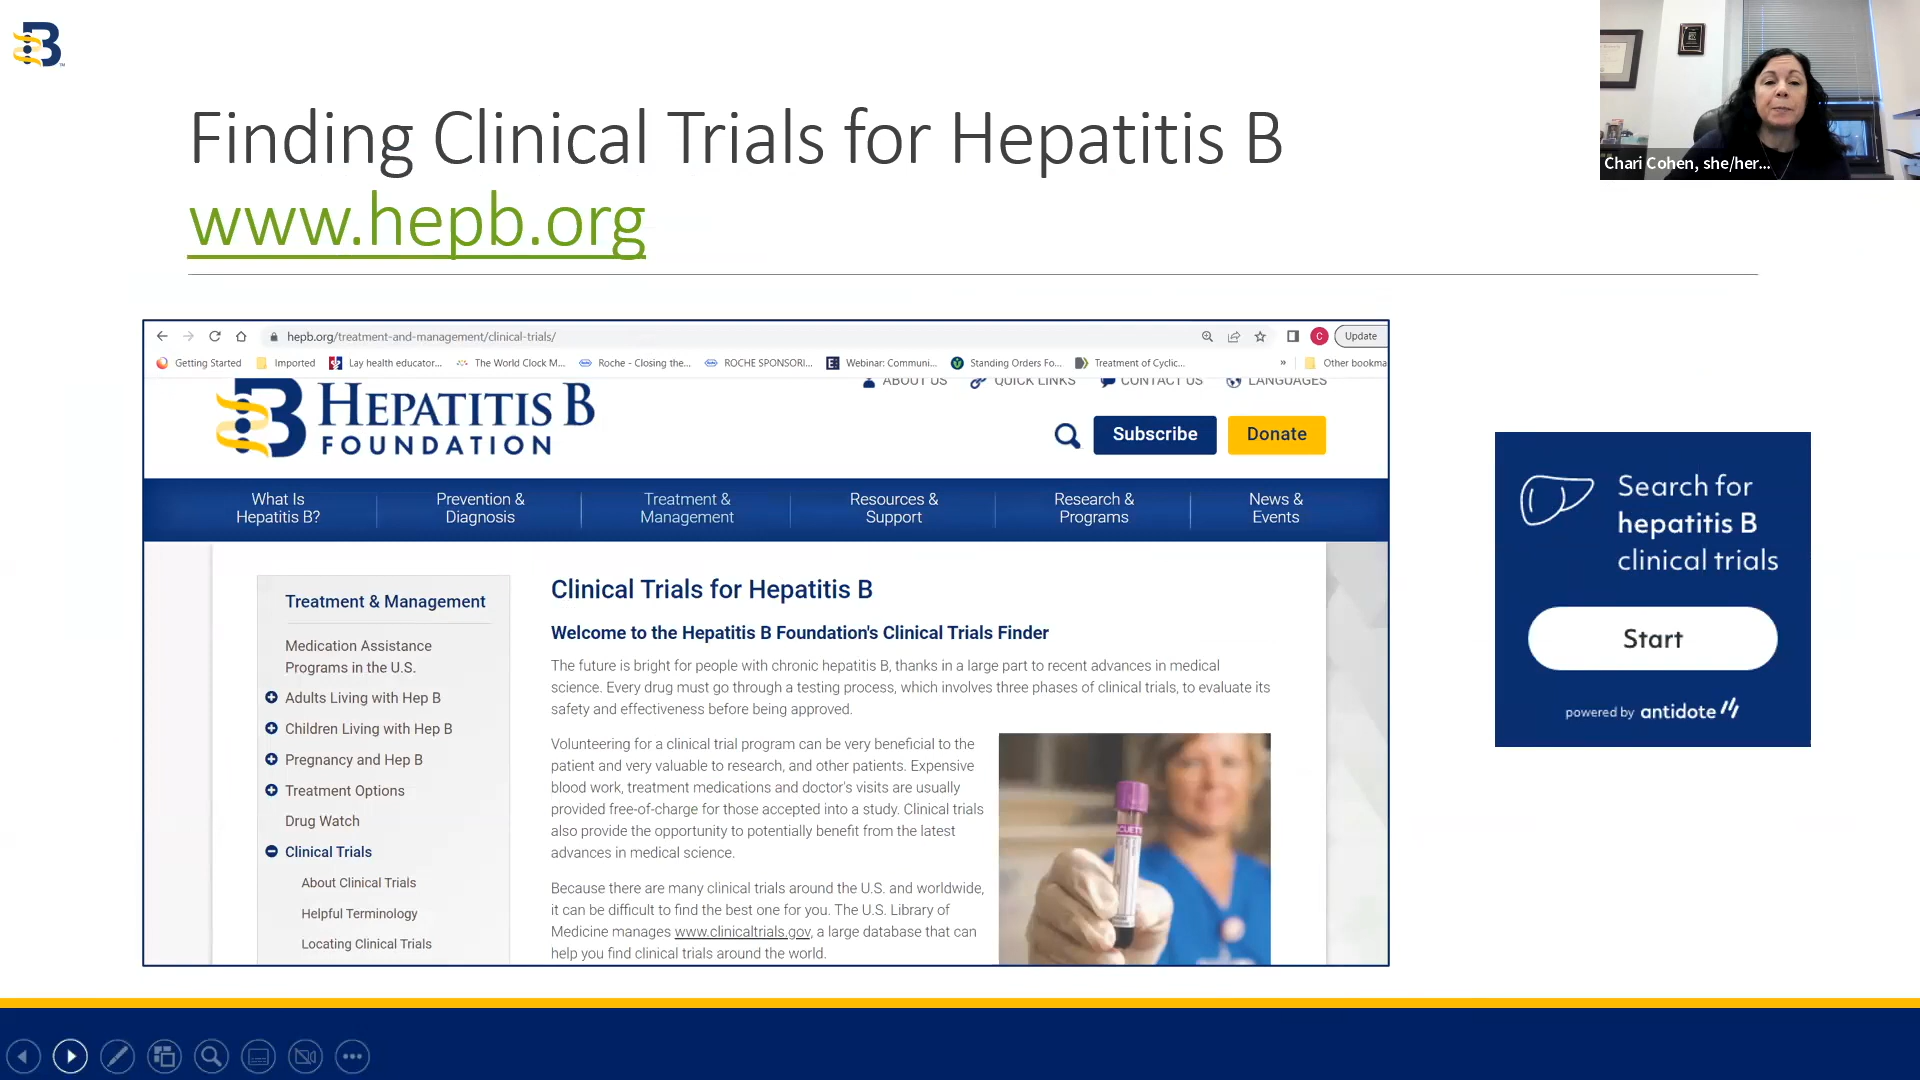 B
Finding Clinical Trials for Hepatitis B
www.hepb.org
Chari Cohen, she/her...
hepb.org/treatment-and-management/clinical-trials/
C
Update
Getting Started
Imported
Lay health educator...
The World Clock M...
Roche - Closing the...
ROCHE SPONSORI...
Webinar: Communi...
Standing Orders Fo...
Treatment of Cyclic...
»
Other bookma
ABOUT US
QUICK LINKS
CONTACT US
LANGUAGES
B HEPATITIS B
FOUNDATION
Subscribe
Donate
What Is
Hepatitis B?
Prevention &
Diagnosis
Treatment &
Management
Resources &
Support
Research &
Programs
News &
Events
Treatment & Management
Medication Assistance
Programs in the U.S.
Adults Living with Hep B
Children Living with Hep B
Pregnancy and Hep B
Treatment Options
Drug Watch
Clinical Trials
About Clinical Trials
Helpful Terminology
Locating Clinical Trials
Clinical Trials for Hepatitis B
Welcome to the Hepatitis B Foundation's Clinical Trials Finder
The future is bright for people with chronic hepatitis B, thanks in a large part to recent advances in medical
science. Every drug must go through a testing process, which involves three phases of clinical trials, to evaluate its
safety and effectiveness before being approved.
Volunteering for a clinical trial program can be very beneficial to the
patient and very valuable to research, and other patients. Expensive
blood work, treatment medications and doctor's visits are usually
provided free-of-charge for those accepted into a study. Clinical trials
also provide the opportunity to potentially benefit from the latest
advances in medical science.
Because there are many clinical trials around the U.S. and worldwide,
it can be difficult to find the best one for you. The U.S. Library of
Medicine manages www.clinicaltrials.gov, a large database that can
help you find clinical trials around the world.
Search for
hepatitis B
clinical trials
Start
powered by antidote